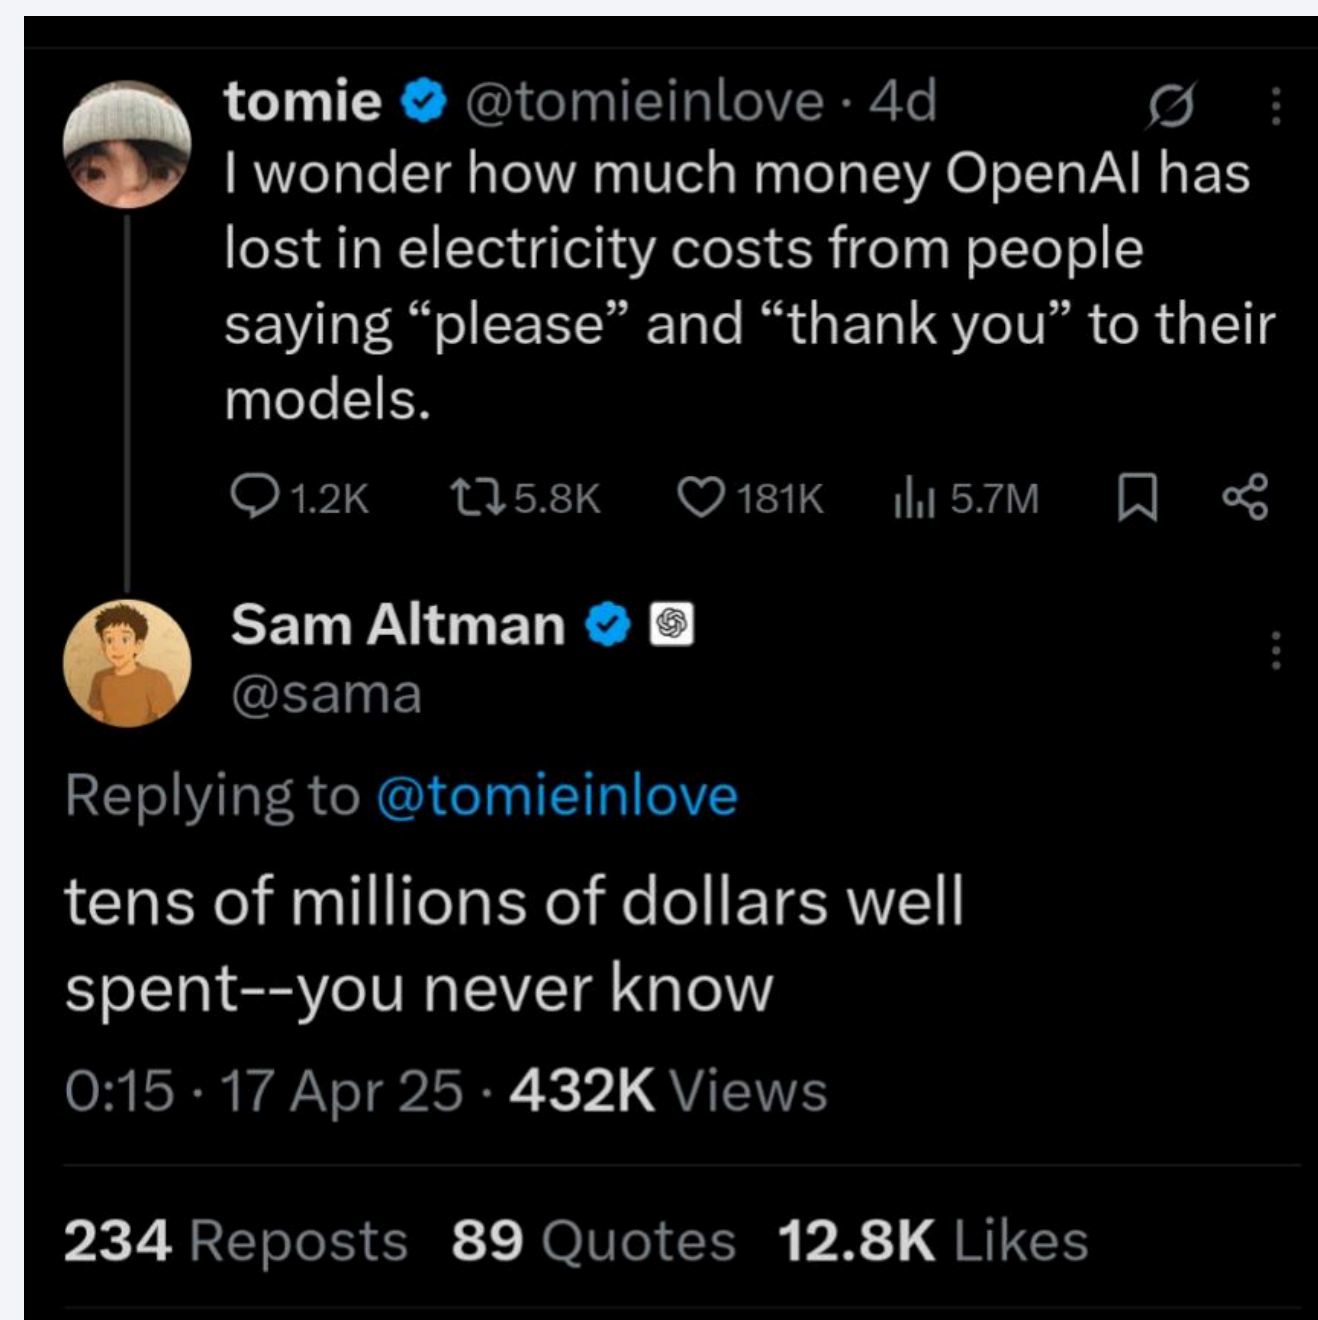 tomie @tomieinlove · 4d
I wonder how much money OpenAI has
lost in electricity costs from people
saying “please” and “thank you” to their
models.
1.2K 5.8K 181K 5.7M
Sam Altman
@sama
Replying to @tomieinlove
tens of millions of dollars well
spent--you never know
0:15 · 17 Apr 25 · 432K Views
234 Reposts 89 Quotes 12.8K Likes